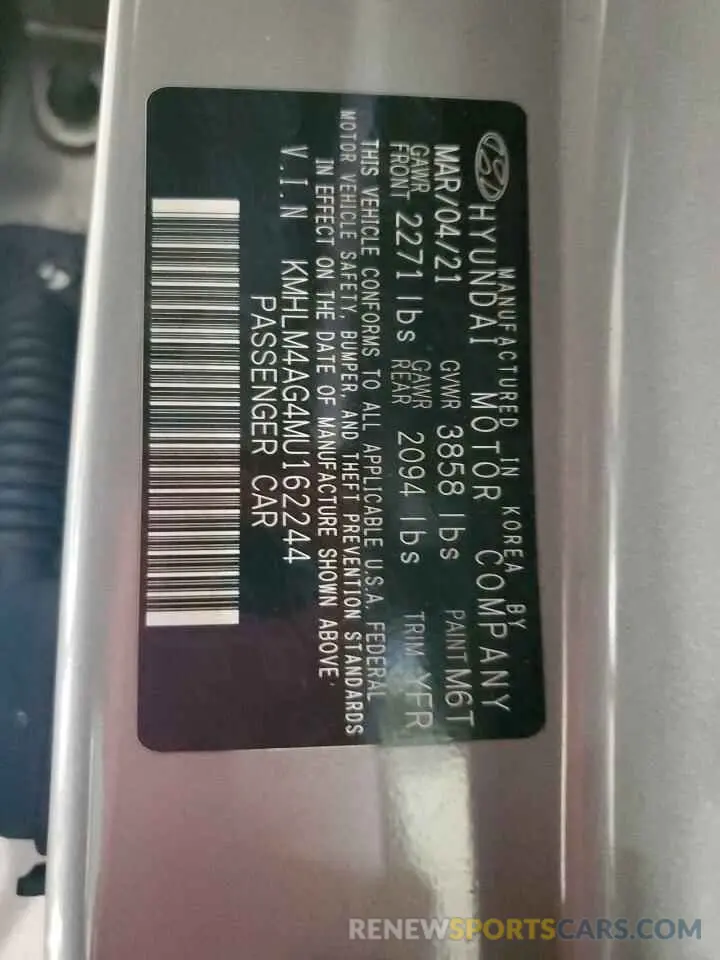 MANUFACTURED IN KOREA BY
HYUNDAI MOTOR COMPANY
MAR/04/21 GVWR 3858 lbs PAINT M6T
GAWR FRONT 2271 lbs GAWR REAR 2094 lbs TRIM YFR
THIS VEHICLE CONFORMS TO ALL APPLICABLE U.S.A. FEDERAL
MOTOR VEHICLE SAFETY, BUMPER, AND THEFT PREVENTION STANDARDS
IN EFFECT ON THE DATE OF MANUFACTURE SHOWN ABOVE
V.I.N KMHLM4AG4MU162244
PASSENGER CAR
RENEWSPORTSCARS.COM